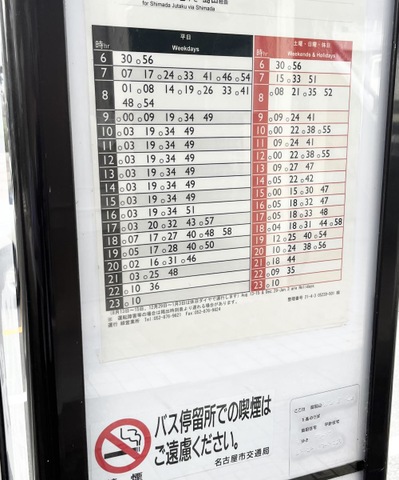 for Shimada Jutaku via Shimada
時hr 平日 Weekdays 時hr 土曜・日曜・休日 Weekends & Holidays
6 30 56 6 30 56
7 07 17 24 33 41 46 54 7 15 33 51
8 01 08 14 19 26 33 41 8 08 21 35 52
48 54
9 00 09 19 34 49 9 09 24 41
10 03 19 34 49 10 00 22 38 55
11 03 19 34 49 11 09 24 41
12 03 19 34 49 12 00 22 38 55
13 03 19 34 49 13 09 27 47
14 03 19 34 49 14 05 22 42
15 03 19 34 49 15 00 15 30 47
16 03 19 34 51 16 05 18 32 47
17 03 20 32 43 57 17 05 18 33 48
18 07 17 27 40 48 58 18 04 18 31 44 58
19 05 17 28 40 50 19 12 25 40 54
20 02 16 31 46 20 10 24 38 56
21 03 25 48 21 18 44
22 10 36 22 09 35
23 10 23 10
バス停留所での喫煙は
ご遠慮ください。
名古屋市交通局